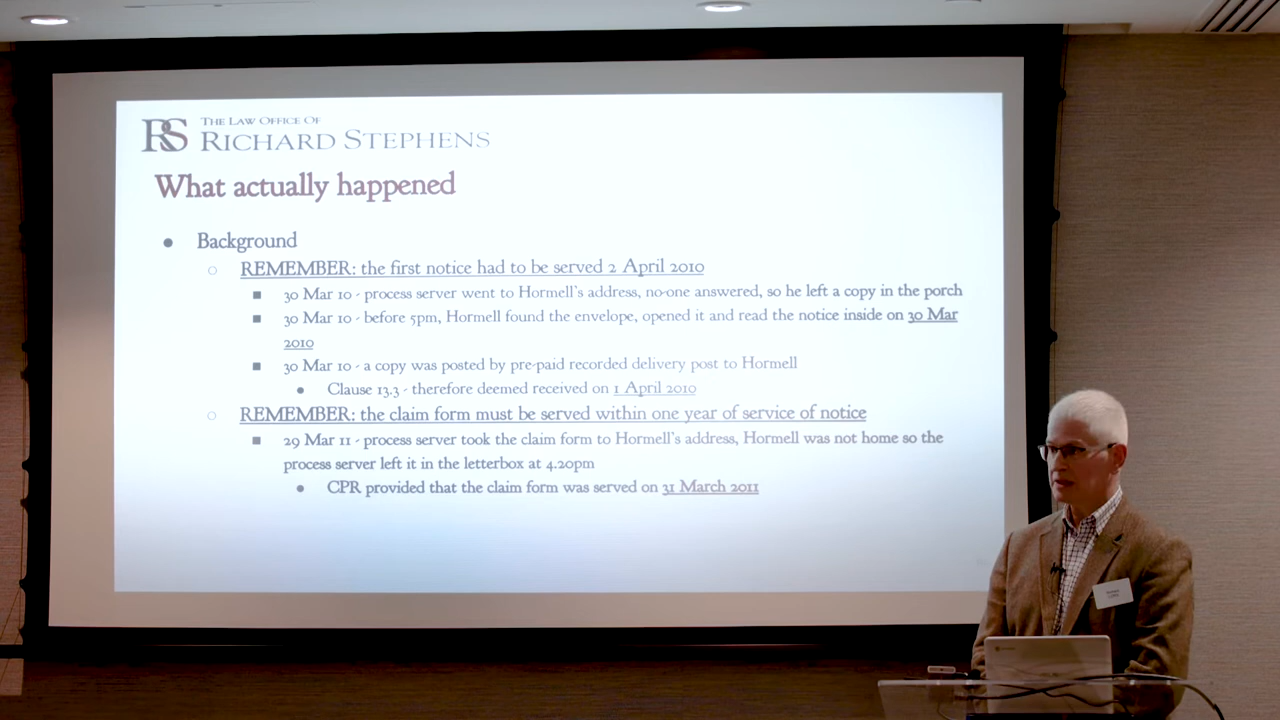 RS THE LAW OFFICE OF
RICHARD STEPHENS
What actually happened
● Background
○ REMEMBER: the first notice had to be served 2 April 2010
■ 30 Mar 10 - process server went to Hormell's address, no-one answered, so he left a copy in the porch
■ 30 Mar 10 - before 5pm, Hormell found the envelope, opened it and read the notice inside on 30 Mar
2010
■ 30 Mar 10 - a copy was posted by pre-paid recorded delivery post to Hormell
● Clause 13.3 - therefore deemed received on 1 April 2010
○ REMEMBER: the claim form must be served within one year of service of notice
■ 29 Mar 11 - process server took the claim form to Hormell's address, Hormell was not home so the
process server left it in the letterbox at 4.20pm
● CPR provided that the claim form was served on 31 March 2011